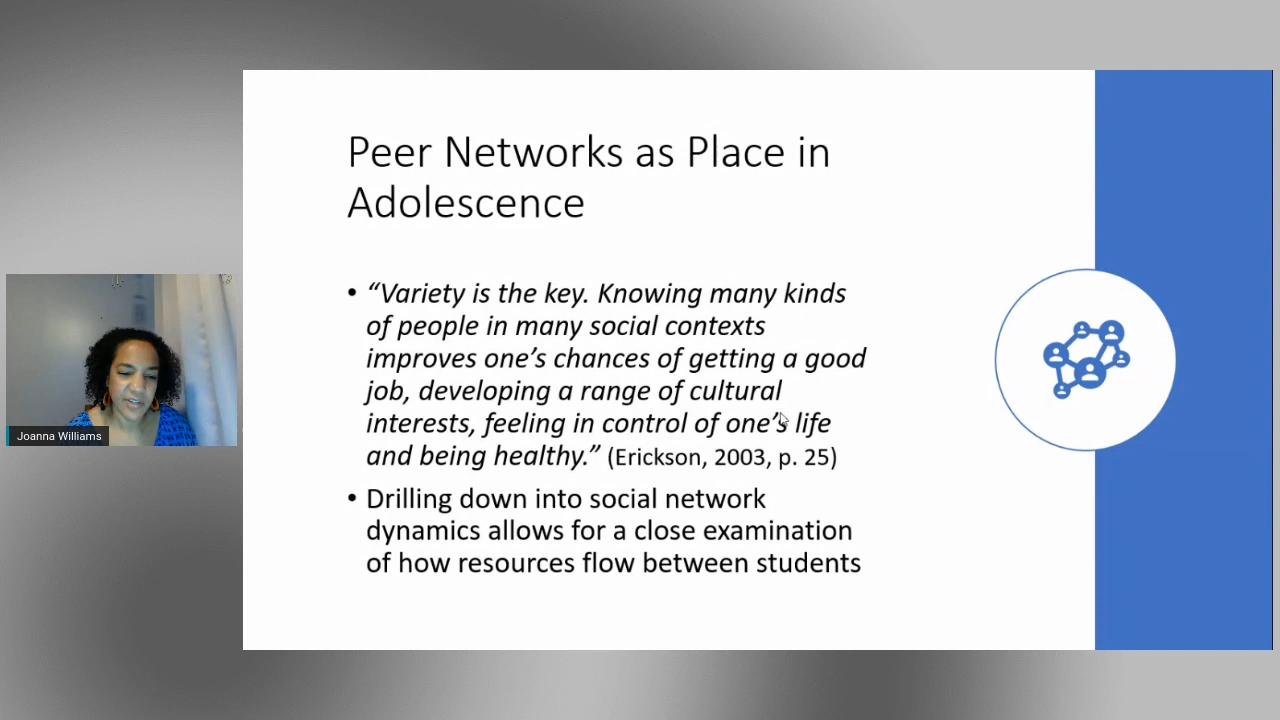 Peer Networks as Place in
Adolescence
• “Variety is the key. Knowing many kinds
of people in many social contexts
improves one’s chances of getting a good
job, developing a range of cultural
interests, feeling in control of one’s life
and being healthy.” (Erickson, 2003, p. 25)
• Drilling down into social network
dynamics allows for a close examination
of how resources flow between students
Joanna Williams